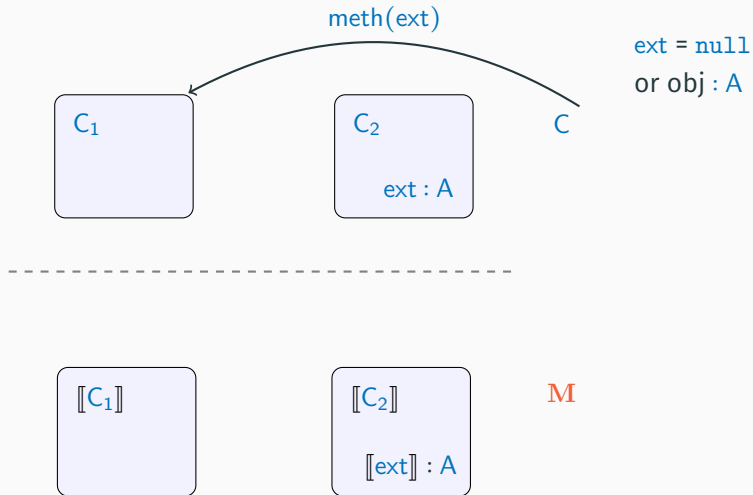 meth(ext)
ext = null
or obj : A
C₁
C₂
C
ext : A
⟦C₁⟧
⟦C₂⟧
M
⟦ext⟧ : A